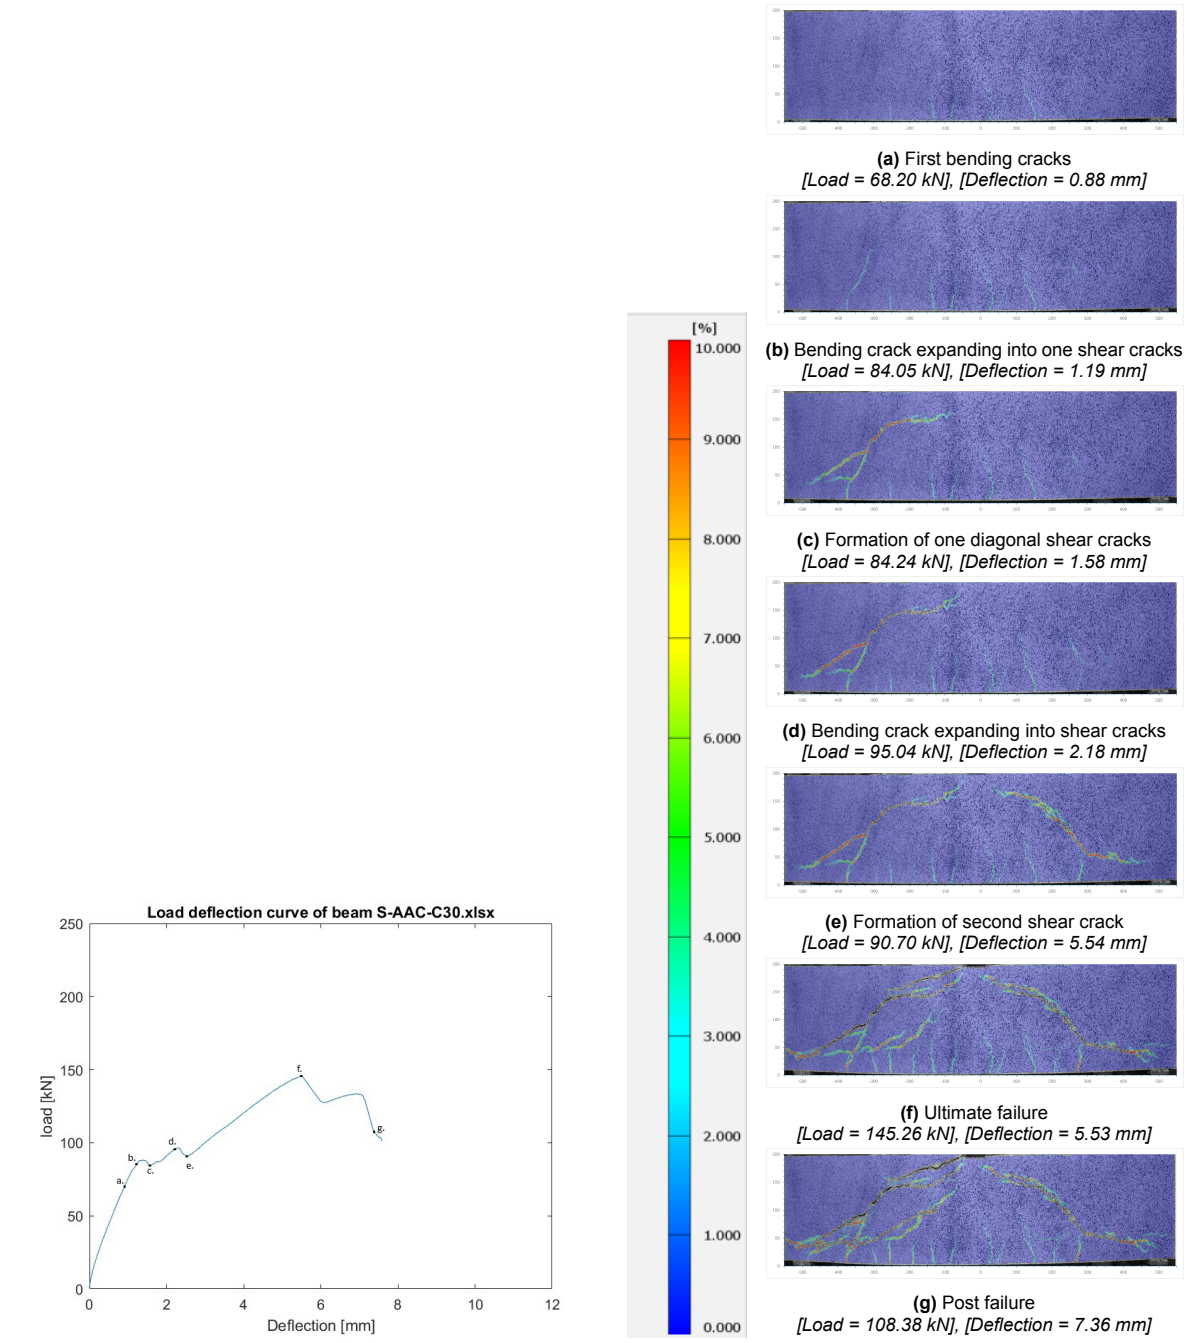 (a) First bending cracks
[Load = 68.20 kN], [Deflection = 0.88 mm]
(b) Bending crack expanding into one shear cracks
[Load = 84.05 kN], [Deflection = 1.19 mm]
(c) Formation of one diagonal shear cracks
[Load = 84.24 kN], [Deflection = 1.58 mm]
(d) Bending crack expanding into shear cracks
[Load = 95.04 kN], [Deflection = 2.18 mm]
(e) Formation of second shear crack
[Load = 90.70 kN], [Deflection = 5.54 mm]
(f) Ultimate failure
[Load = 145.26 kN], [Deflection = 5.53 mm]
(g) Post failure
[Load = 108.38 kN], [Deflection = 7.36 mm]
[%]
10.000
9.000
8.000
7.000
6.000
5.000
4.000
3.000
2.000
1.000
0.000
Load deflection curve of beam S-AAC-C30.xlsx
250
200
150
100
50
0
load [kN]
a.
b.
c.
d.
e.
f.
g.
0 2 4 6 8 10 12
Deflection [mm]